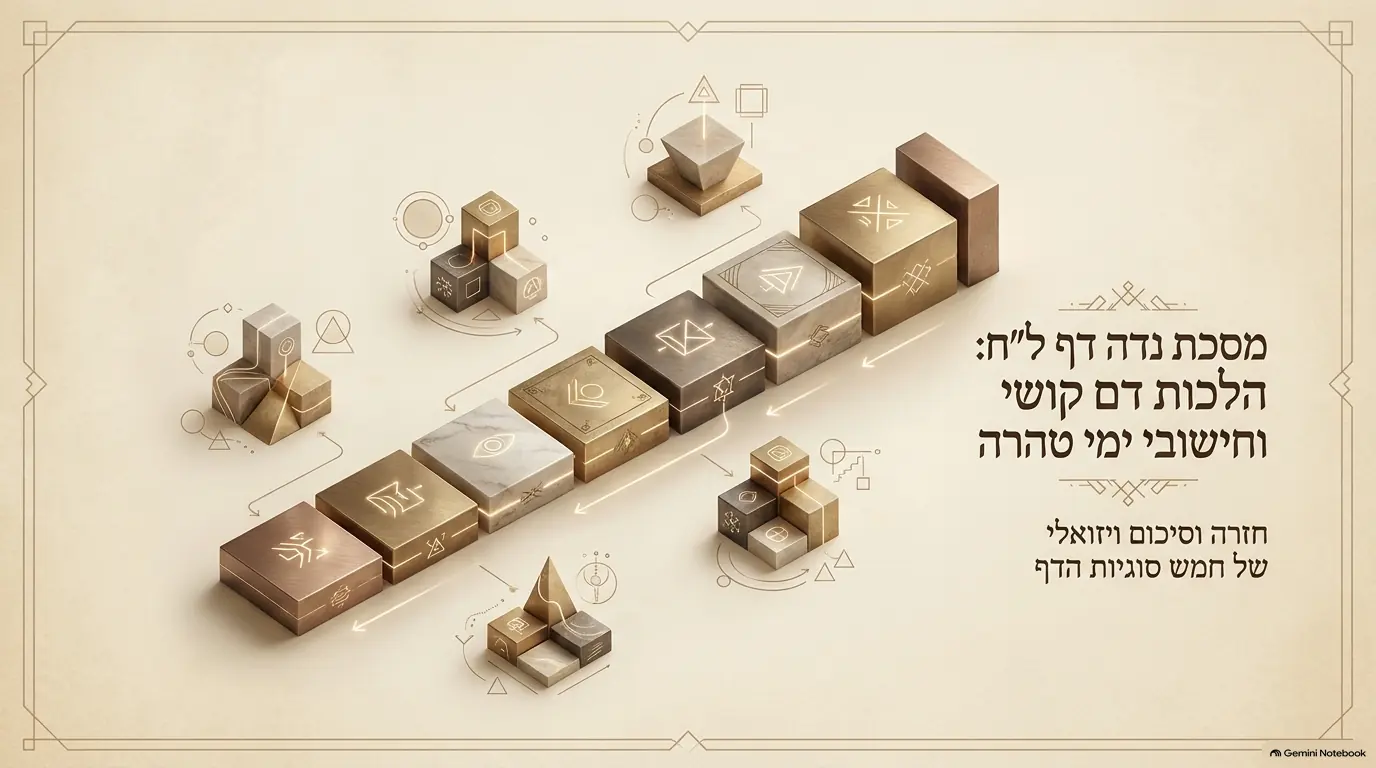 מסכת נדה דף ל"ח:
הלכות דם קושי
וחישובי ימי טהרה
חזרה וסיכום ויזואלי
של חמש סוגיות הדף
Gemini Notebook